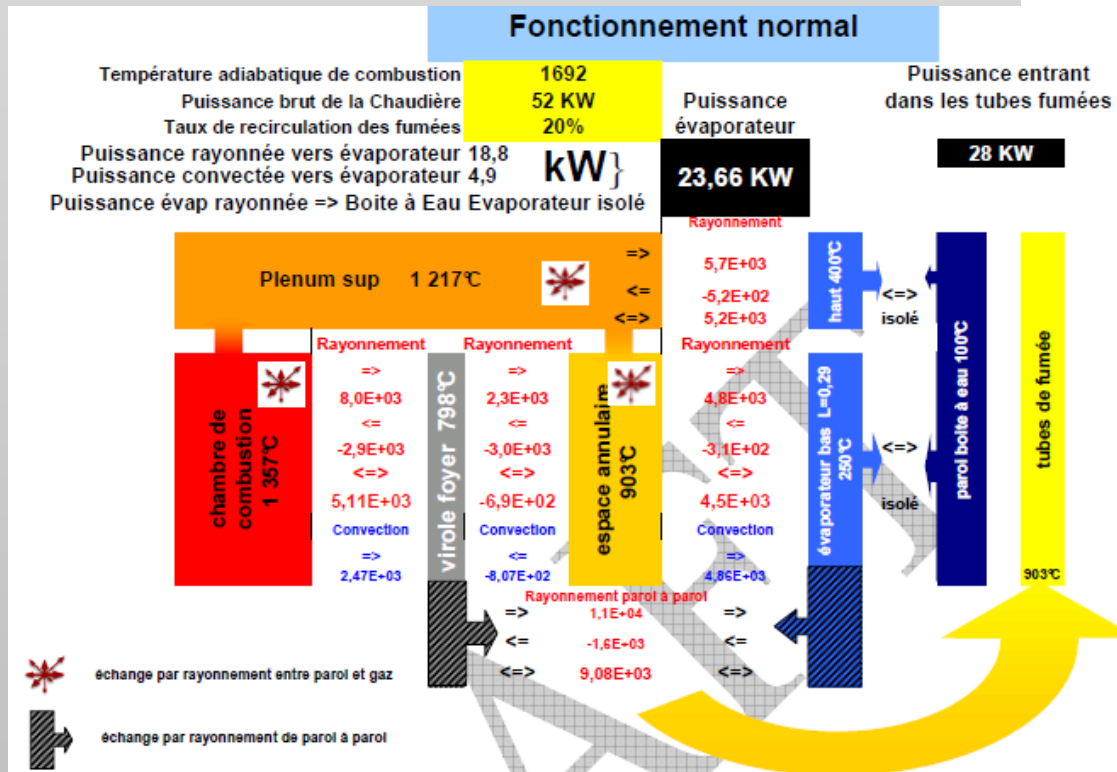 Fonctionnement normal
Température adiabatique de combustion 1692
Puissance brut de la Chaudière 52 KW
Taux de recirculation des fumées 20%
Puissance évaporateur
Puissance entrant
dans les tubes fumées
Puissance rayonnée vers évaporateur 18,8
Puissance convectée vers évaporateur 4,9
kW}
23,66 KW
28 KW
Puissance évap rayonnée => Boite à Eau Evaporateur isolé
Rayonnement
Plenum sup 1 217°C
=>
5,7E+03
<=
-5,2E+02
<=>
5,2E+03
haut 400°C
<=>
isolé
Rayonnement Rayonnement Rayonnement
=> => =>
8,0E+03 2,3E+03 4,8E+03
<= <= <=
-2,9E+03 -3,0E+03 -3,1E+02
<=> <=> <=>
5,11E+03 -6,9E+02 4,5E+03
Convection Convection Convection
=> <= =>
2,47E+03 -8,07E+02 4,86E+03
chambre de
combustion
1 357°C
virole foyer 798°C
espace annulaire
903°C
évaporateur bas L=0,29
250°C
<=>
isolé
paroi boite à eau 100°C
tubes de fumée
903°C
Rayonnement paroi à paroi
=> 1,1E+04 =>
<= -1,6E+03 <=
<=> 9,08E+03 <=>
échange par rayonnement entre paroi et gaz
échange par rayonnement de paroi à paroi